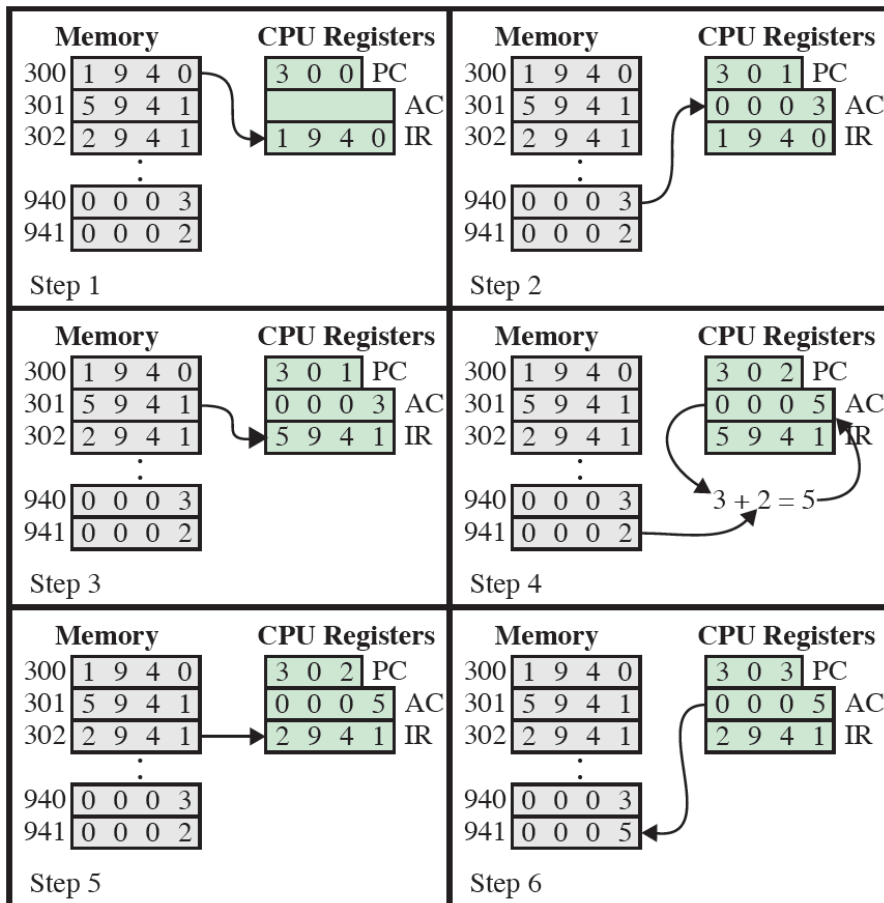 Memory CPU Registers
300 1 9 4 0 3 0 0 PC
301 5 9 4 1 AC
302 2 9 4 1 1 9 4 0 IR
940 0 0 0 3
941 0 0 0 2
Step 1
Memory CPU Registers
300 1 9 4 0 3 0 1 PC
301 5 9 4 1 0 0 0 3 AC
302 2 9 4 1 1 9 4 0 IR
940 0 0 0 3
941 0 0 0 2
Step 2
Memory CPU Registers
300 1 9 4 0 3 0 1 PC
301 5 9 4 1 0 0 0 3 AC
302 2 9 4 1 5 9 4 1 IR
940 0 0 0 3
941 0 0 0 2
Step 3
Memory CPU Registers
300 1 9 4 0 3 0 2 PC
301 5 9 4 1 0 0 0 5 AC
302 2 9 4 1 5 9 4 1 IR
940 0 0 0 3 3 + 2 = 5
941 0 0 0 2
Step 4
Memory CPU Registers
300 1 9 4 0 3 0 2 PC
301 5 9 4 1 0 0 0 5 AC
302 2 9 4 1 2 9 4 1 IR
940 0 0 0 3
941 0 0 0 2
Step 5
Memory CPU Registers
300 1 9 4 0 3 0 3 PC
301 5 9 4 1 0 0 0 5 AC
302 2 9 4 1 2 9 4 1 IR
940 0 0 0 3
941 0 0 0 5
Step 6